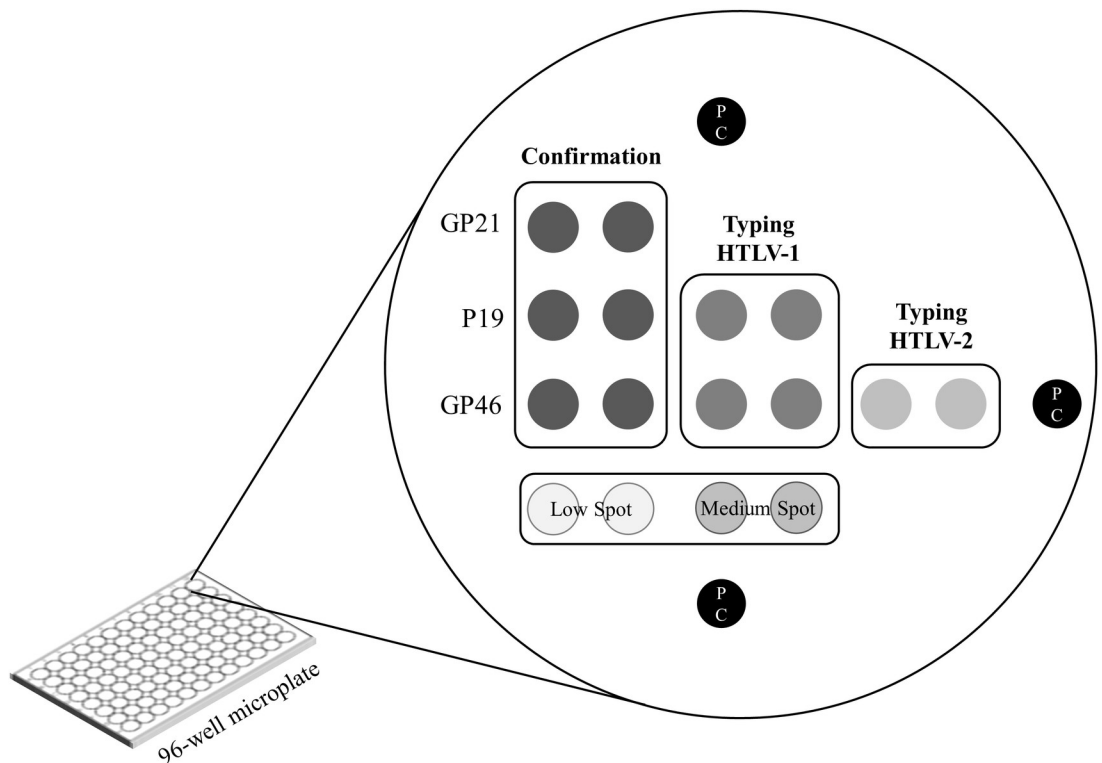 P
C
Confirmation
GP21
Typing
HTLV-1
P19
Typing
HTLV-2
GP46
P
C
Low Spot
Medium Spot
P
C
96-well microplate